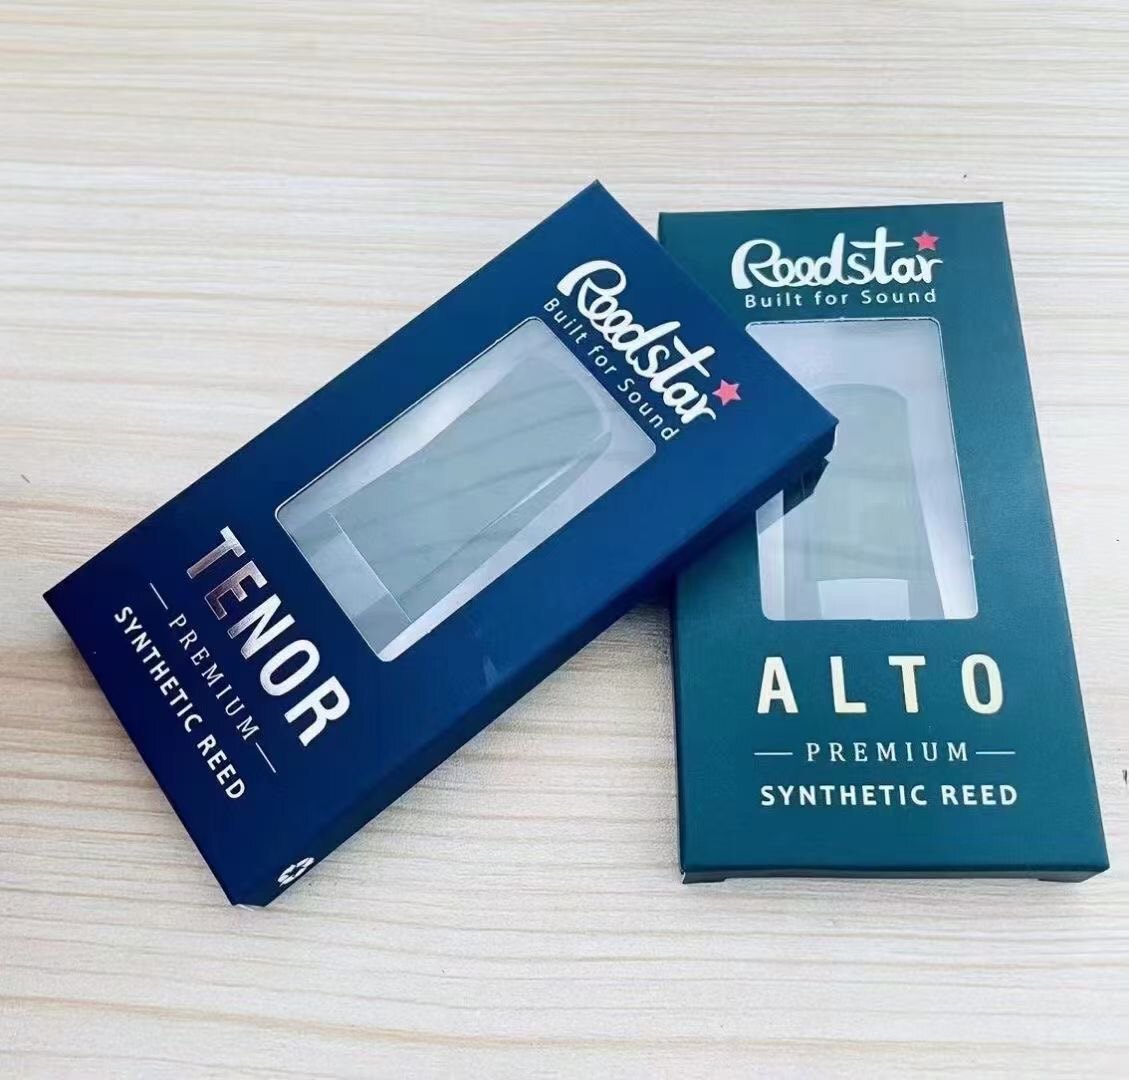 Reedstar
Built for Sound
TENOR
PREMIUM
SYNTHETIC REED
Reedstar
Built for Sound
ALTO
PREMIUM
SYNTHETIC REED